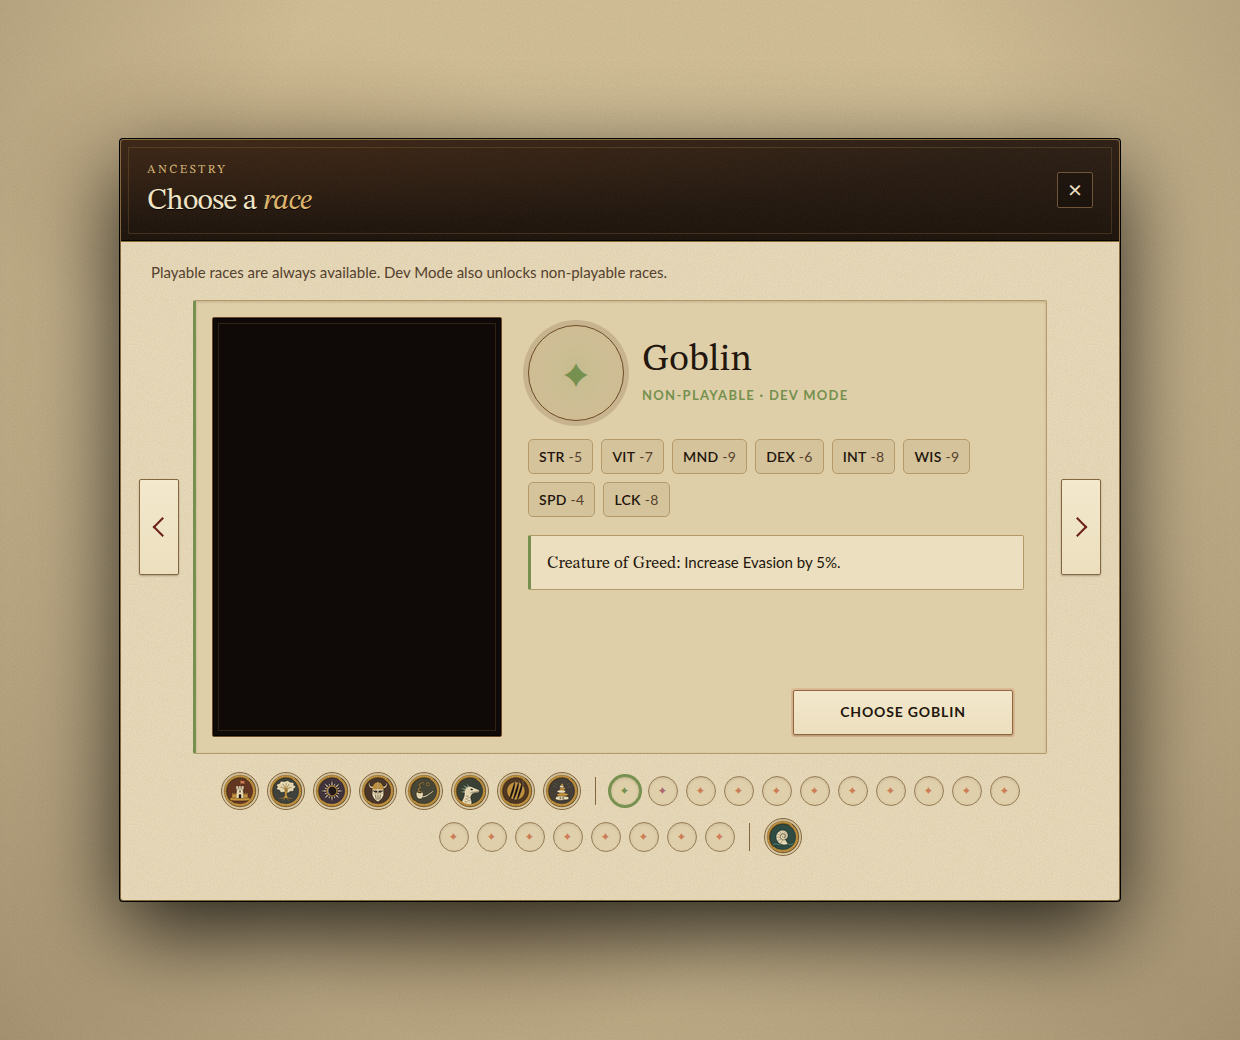 ANCESTRY
Choose a race
✕
Playable races are always available. Dev Mode also unlocks non-playable races.
Goblin
NON-PLAYABLE · DEV MODE
STR -5 VIT -7 MND -9 DEX -6 INT -8 WIS -9
SPD -4 LCK -8
Creature of Greed: Increase Evasion by 5%.
CHOOSE GOBLIN